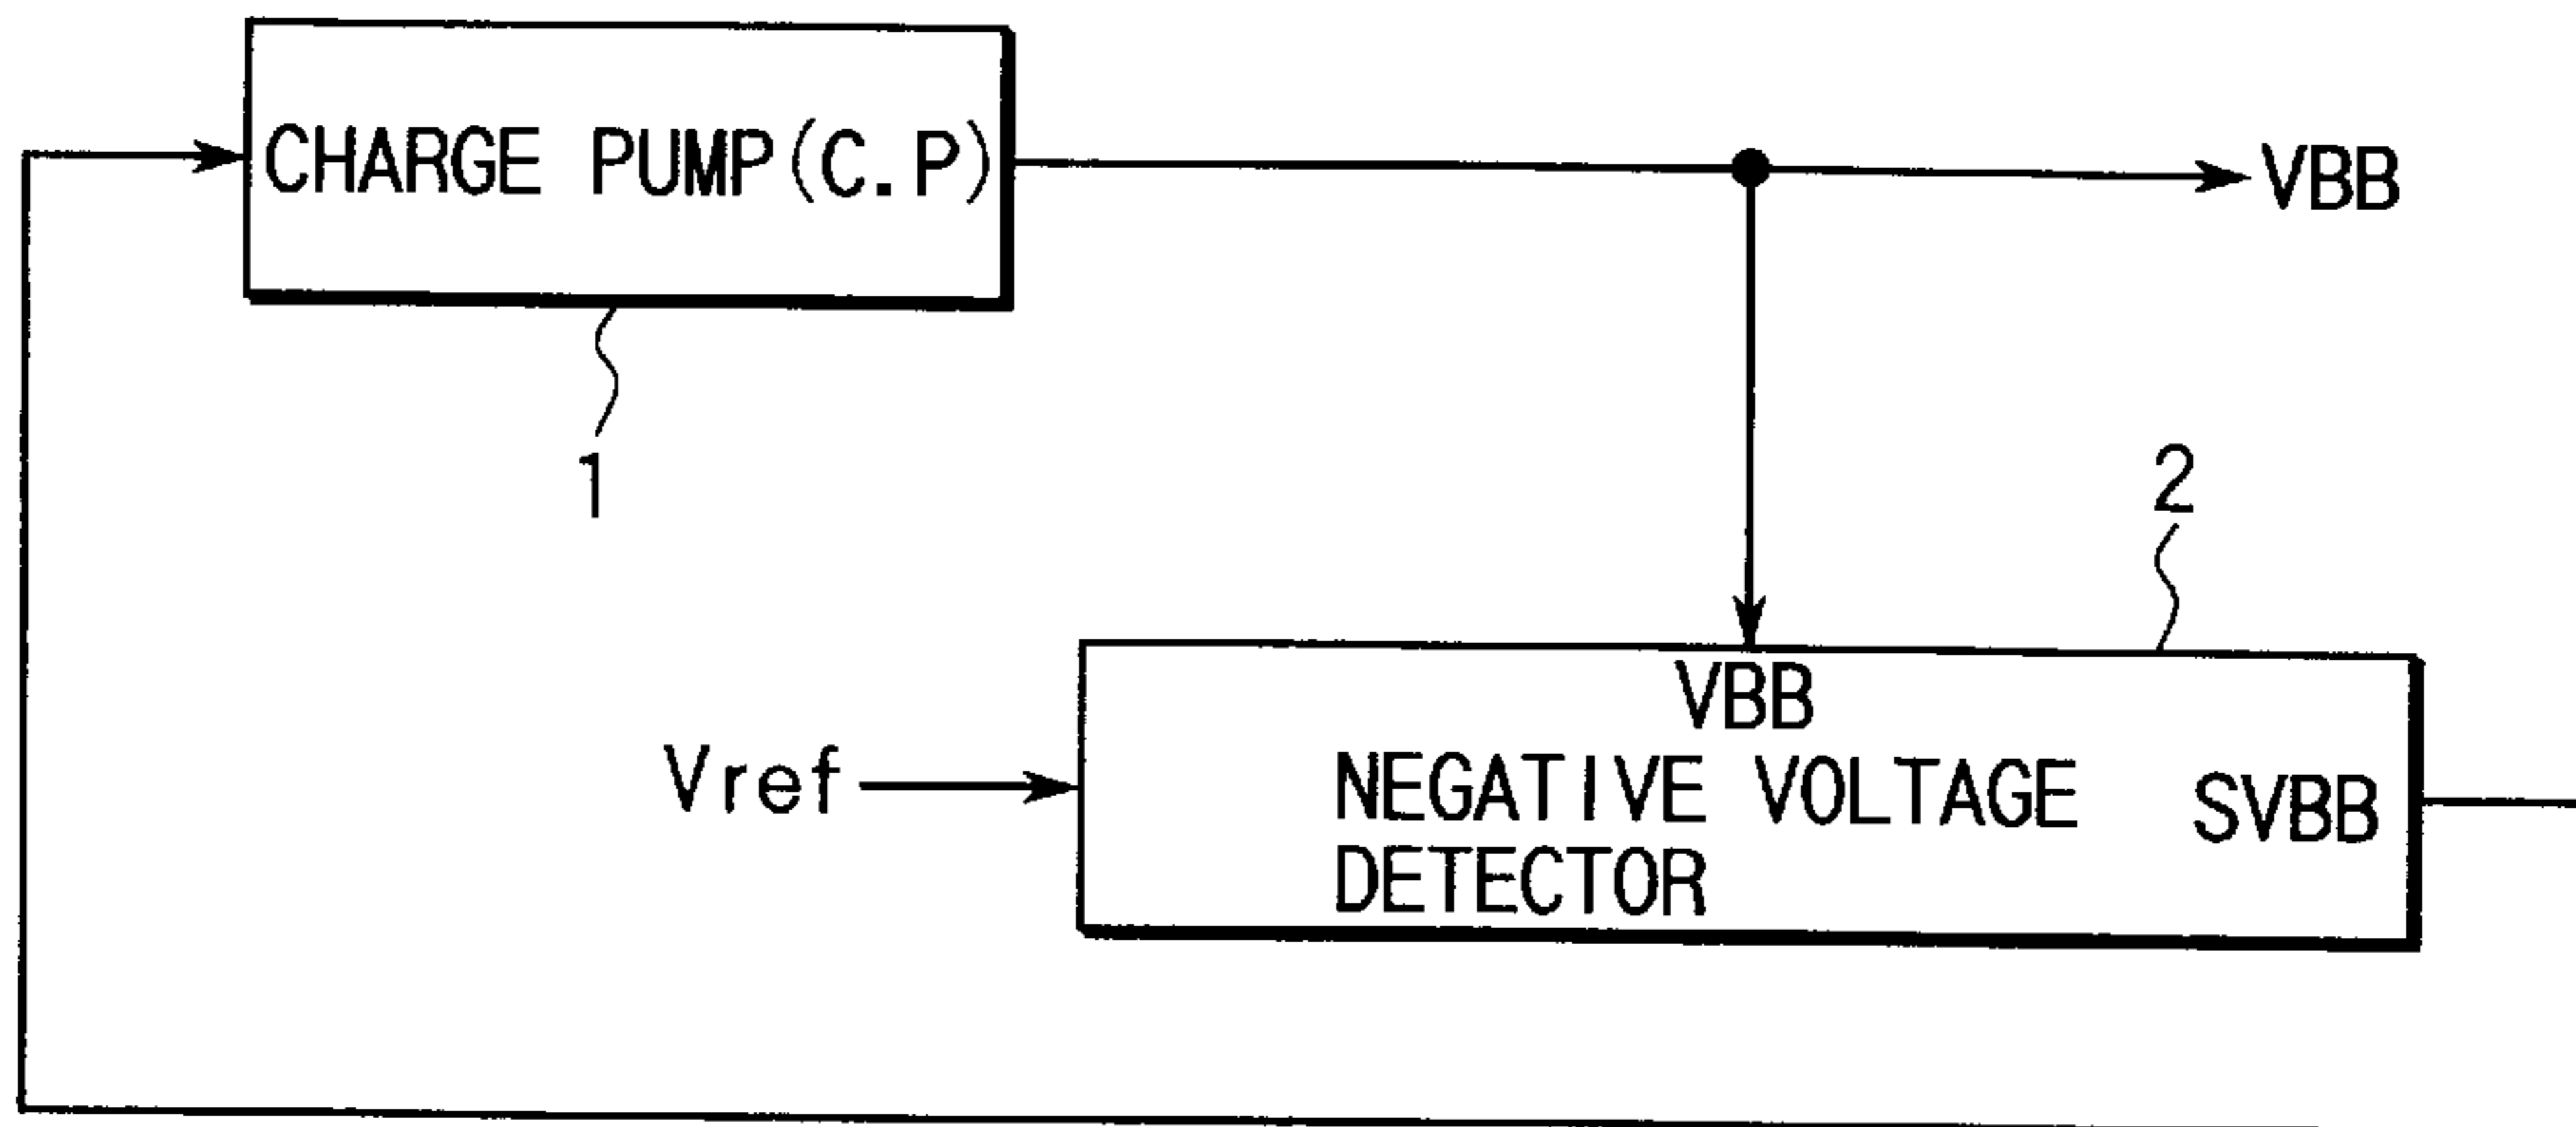 CHARGE PUMP(C.P)
VBB
1
2
VBB
Vref
NEGATIVE VOLTAGE
SVBB
DETECTOR